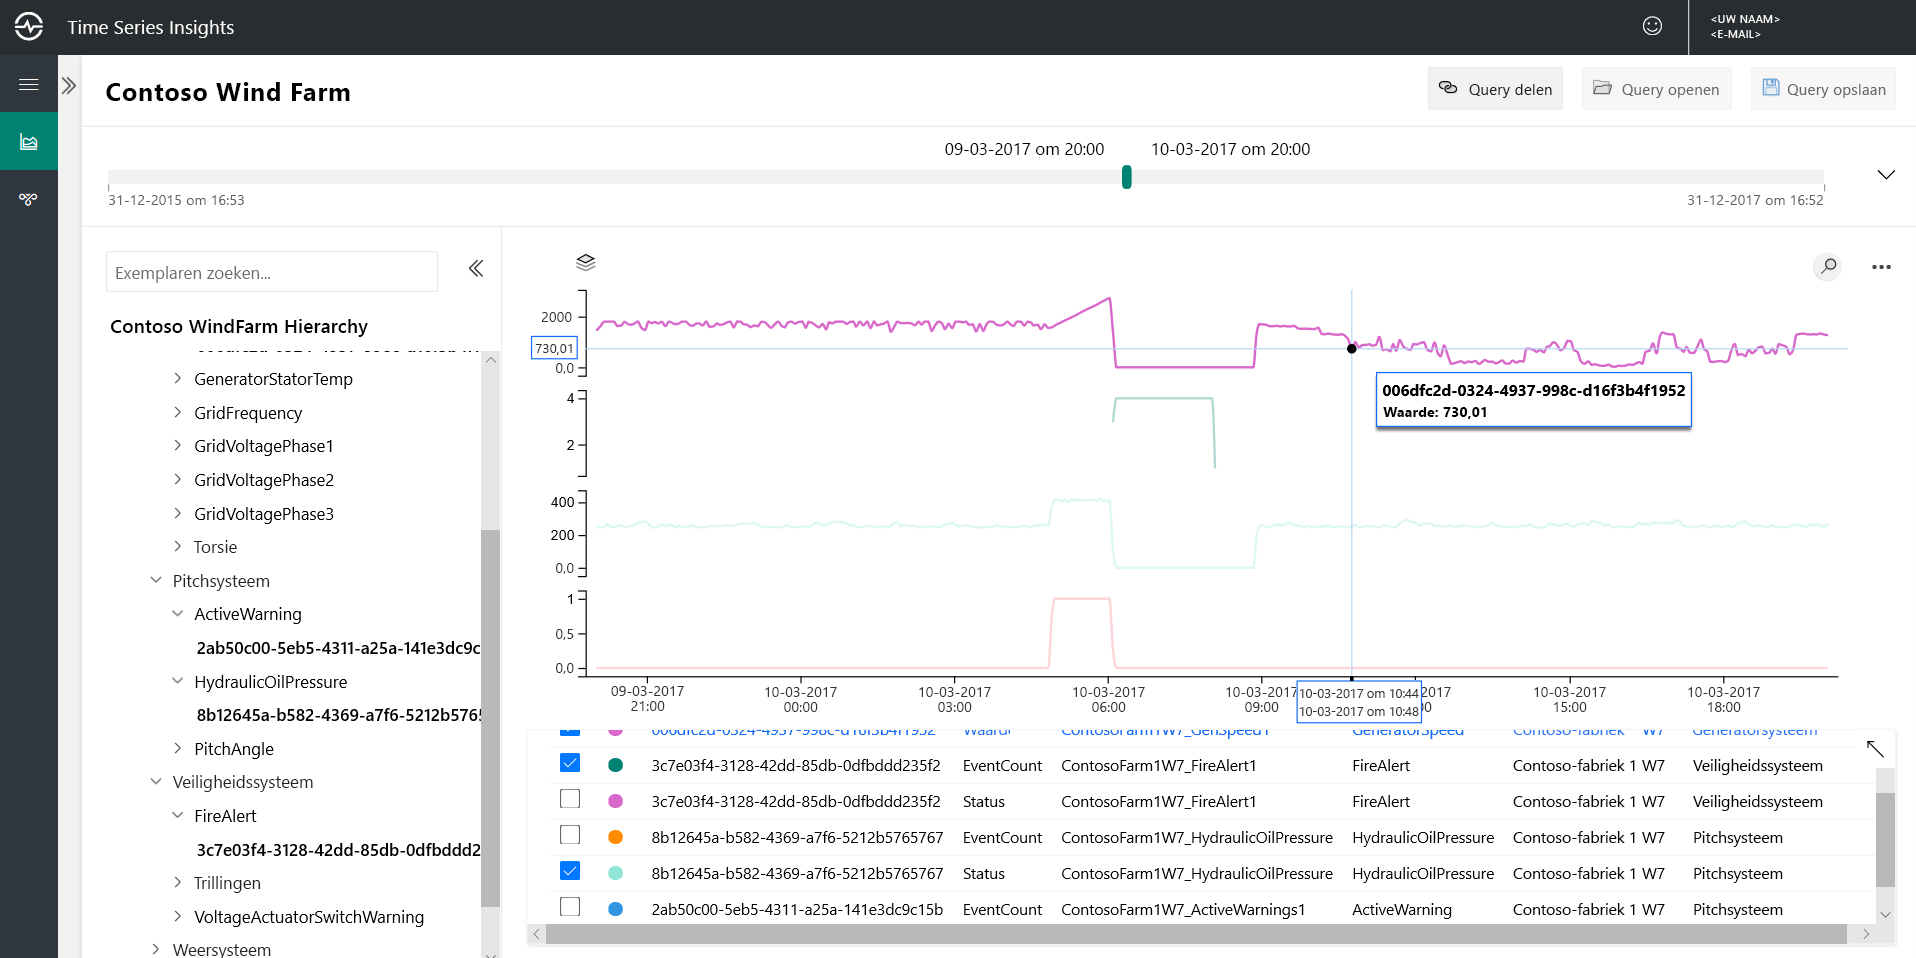 Time Series Insights
<UW NAAM>
<E-MAIL>
Contoso Wind Farm
Query delen
Query openen
Query opslaan
09-03-2017 om 20:00
10-03-2017 om 20:00
31-12-2015 om 16:53
31-12-2017 om 16:52
Exemplaren zoeken...
Contoso WindFarm Hierarchy
GeneratorStatorTemp
GridFrequency
GridVoltagePhase1
GridVoltagePhase2
GridVoltagePhase3
Torsie
Pitchsysteem
ActiveWarning
2ab50c00-5eb5-4311-a25a-141e3dc9c
HydraulicOilPressure
8b12645a-b582-4369-a7f6-5212b5765
PitchAngle
Veiligheidssysteem
FireAlert
3c7e03f4-3128-42dd-85db-0dfbddd2
Trillingen
VoltageActuatorSwitchWarning
Weersysteem
2000
730,01
0,0
006dfc2d-0324-4937-998c-d16f3b4f1952
Waarde: 730,01
4
2
400
200
0,0
1
0,5
0,0
09-03-2017 21:00
10-03-2017 00:00
10-03-2017 03:00
10-03-2017 06:00
10-03-2017 09:00
10-03-2017 om 10:44
10-03-2017 om 10:48
10-03-2017 15:00
10-03-2017 18:00
006dfc2d-0324-4937-998c-d16f3b4f1952 Waarde ContosoFarm1W7_GenSpeed1 GeneratorSpeed Contoso-fabriek W7 Generatorsysteem
3c7e03f4-3128-42dd-85db-0dfbddd235f2 EventCount ContosoFarm1W7_FireAlert1 FireAlert Contoso-fabriek 1 W7 Veiligheidssysteem
3c7e03f4-3128-42dd-85db-0dfbddd235f2 Status ContosoFarm1W7_FireAlert1 FireAlert Contoso-fabriek 1 W7 Veiligheidssysteem
8b12645a-b582-4369-a7f6-5212b5765767 EventCount ContosoFarm1W7_HydraulicOilPressure HydraulicOilPressure Contoso-fabriek 1 W7 Pitchsysteem
8b12645a-b582-4369-a7f6-5212b5765767 Status ContosoFarm1W7_HydraulicOilPressure HydraulicOilPressure Contoso-fabriek 1 W7 Pitchsysteem
2ab50c00-5eb5-4311-a25a-141e3dc9c15b EventCount ContosoFarm1W7_ActiveWarnings1 ActiveWarning Contoso-fabriek 1 W7 Pitchsysteem